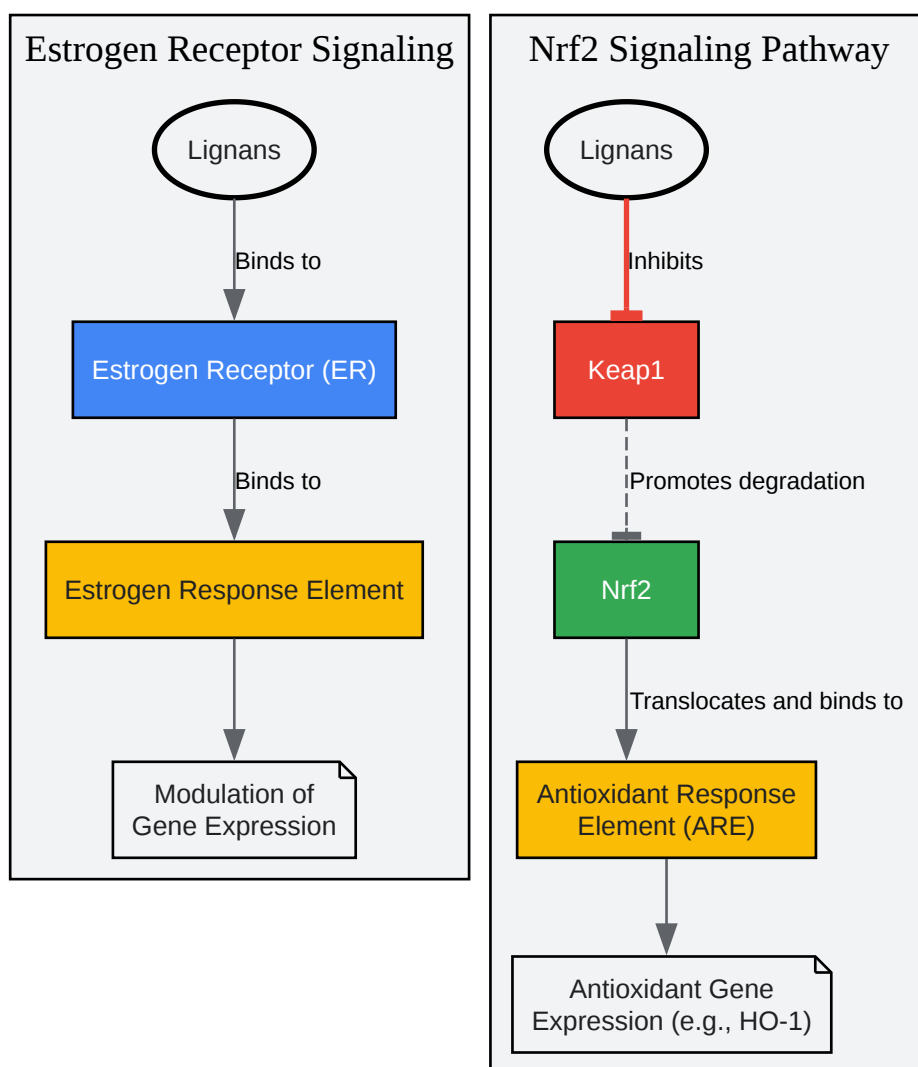 Estrogen Receptor Signaling
Lignans
Binds to
Estrogen Receptor (ER)
Binds to
Estrogen Response Element
Modulation of
Gene Expression
Nrf2 Signaling Pathway
Lignans
Inhibits
Keap1
Promotes degradation
Nrf2
Translocates and binds to
Antioxidant Response
Element (ARE)
Antioxidant Gene
Expression (e.g., HO-1)